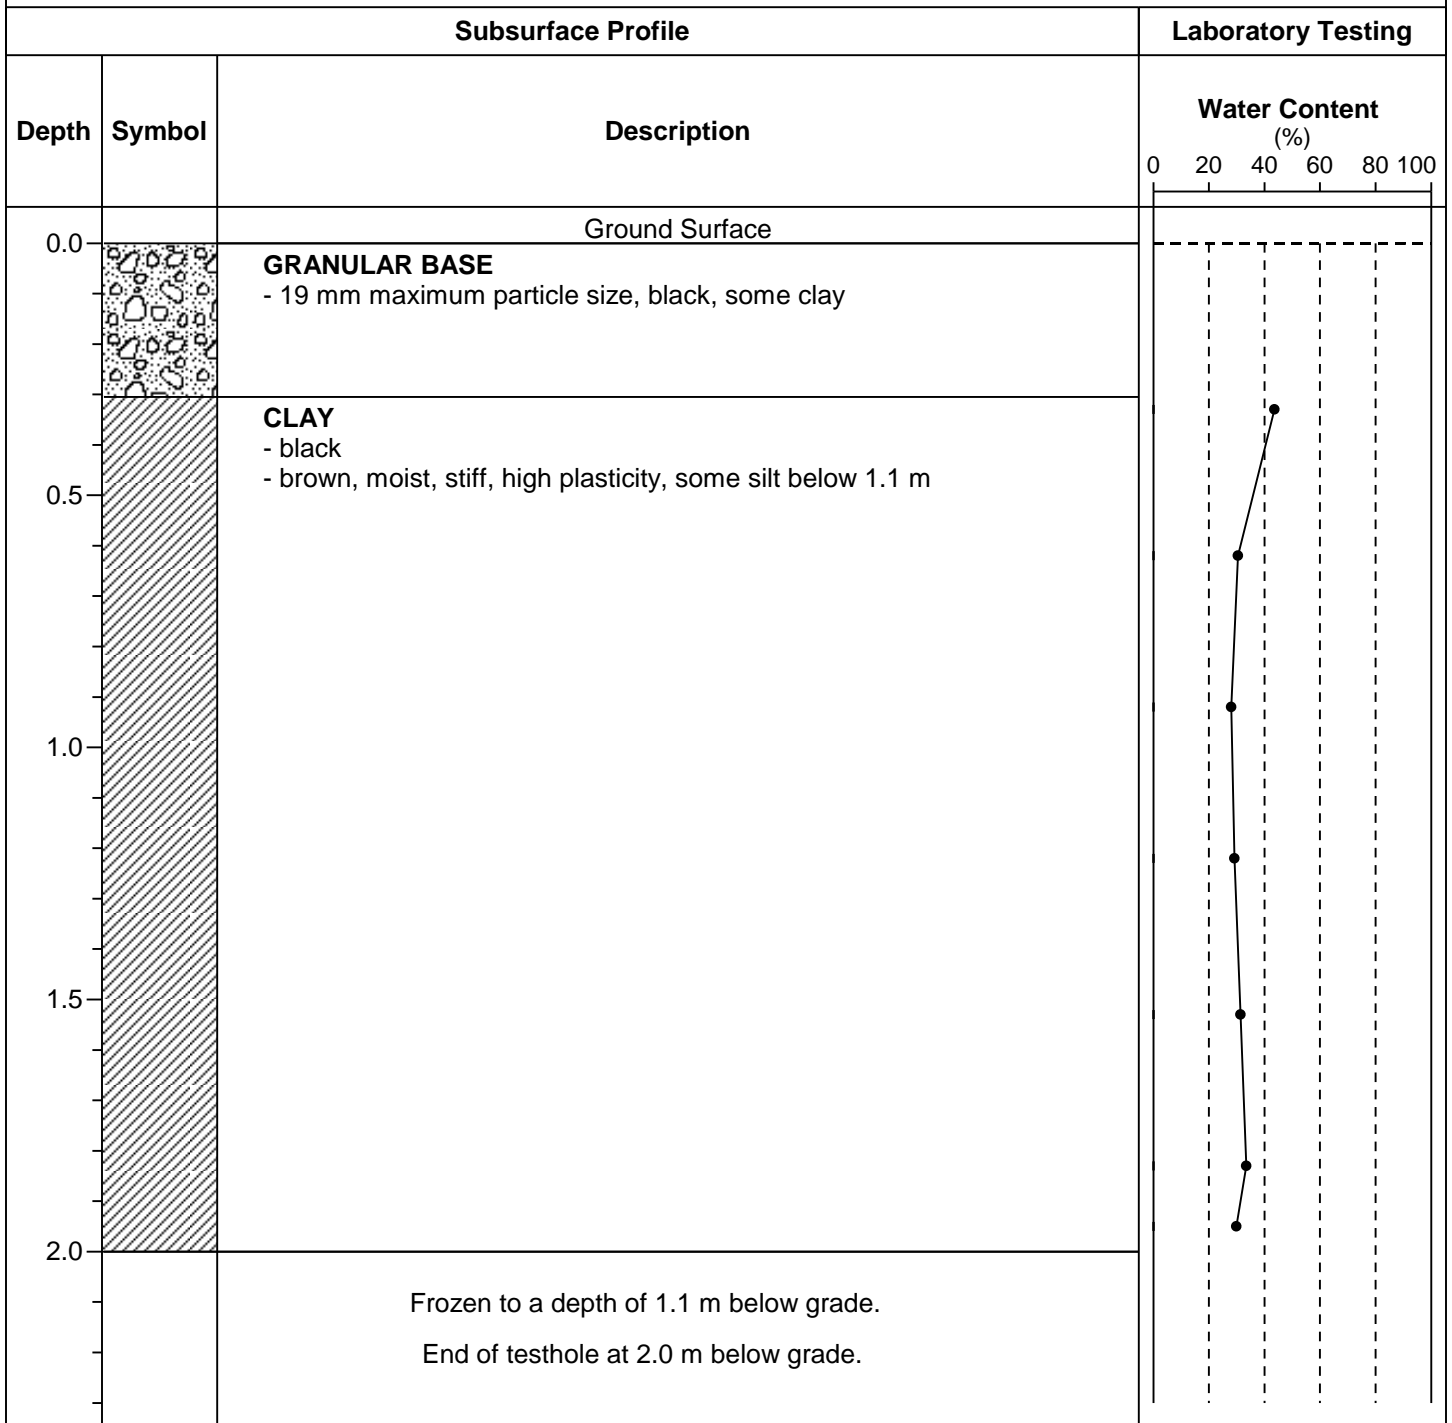 Subsurface Profile
Laboratory Testing
Depth
Symbol
Description
Water Content
(%)
0 20 40 60 80 100
Ground Surface
0.0
GRANULAR BASE
- 19 mm maximum particle size, black, some clay
CLAY
- black
- brown, moist, stiff, high plasticity, some silt below 1.1 m
0.5
1.0
1.5
2.0
Frozen to a depth of 1.1 m below grade.
End of testhole at 2.0 m below grade.